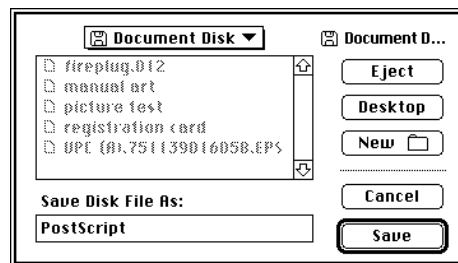 Document Disk
Document D...
fireplug.012
manual art
picture test
registration card
UPC (A).751139016058.EPS
Eject
Desktop
New
Save Disk File As:
PostScript
Cancel
Save